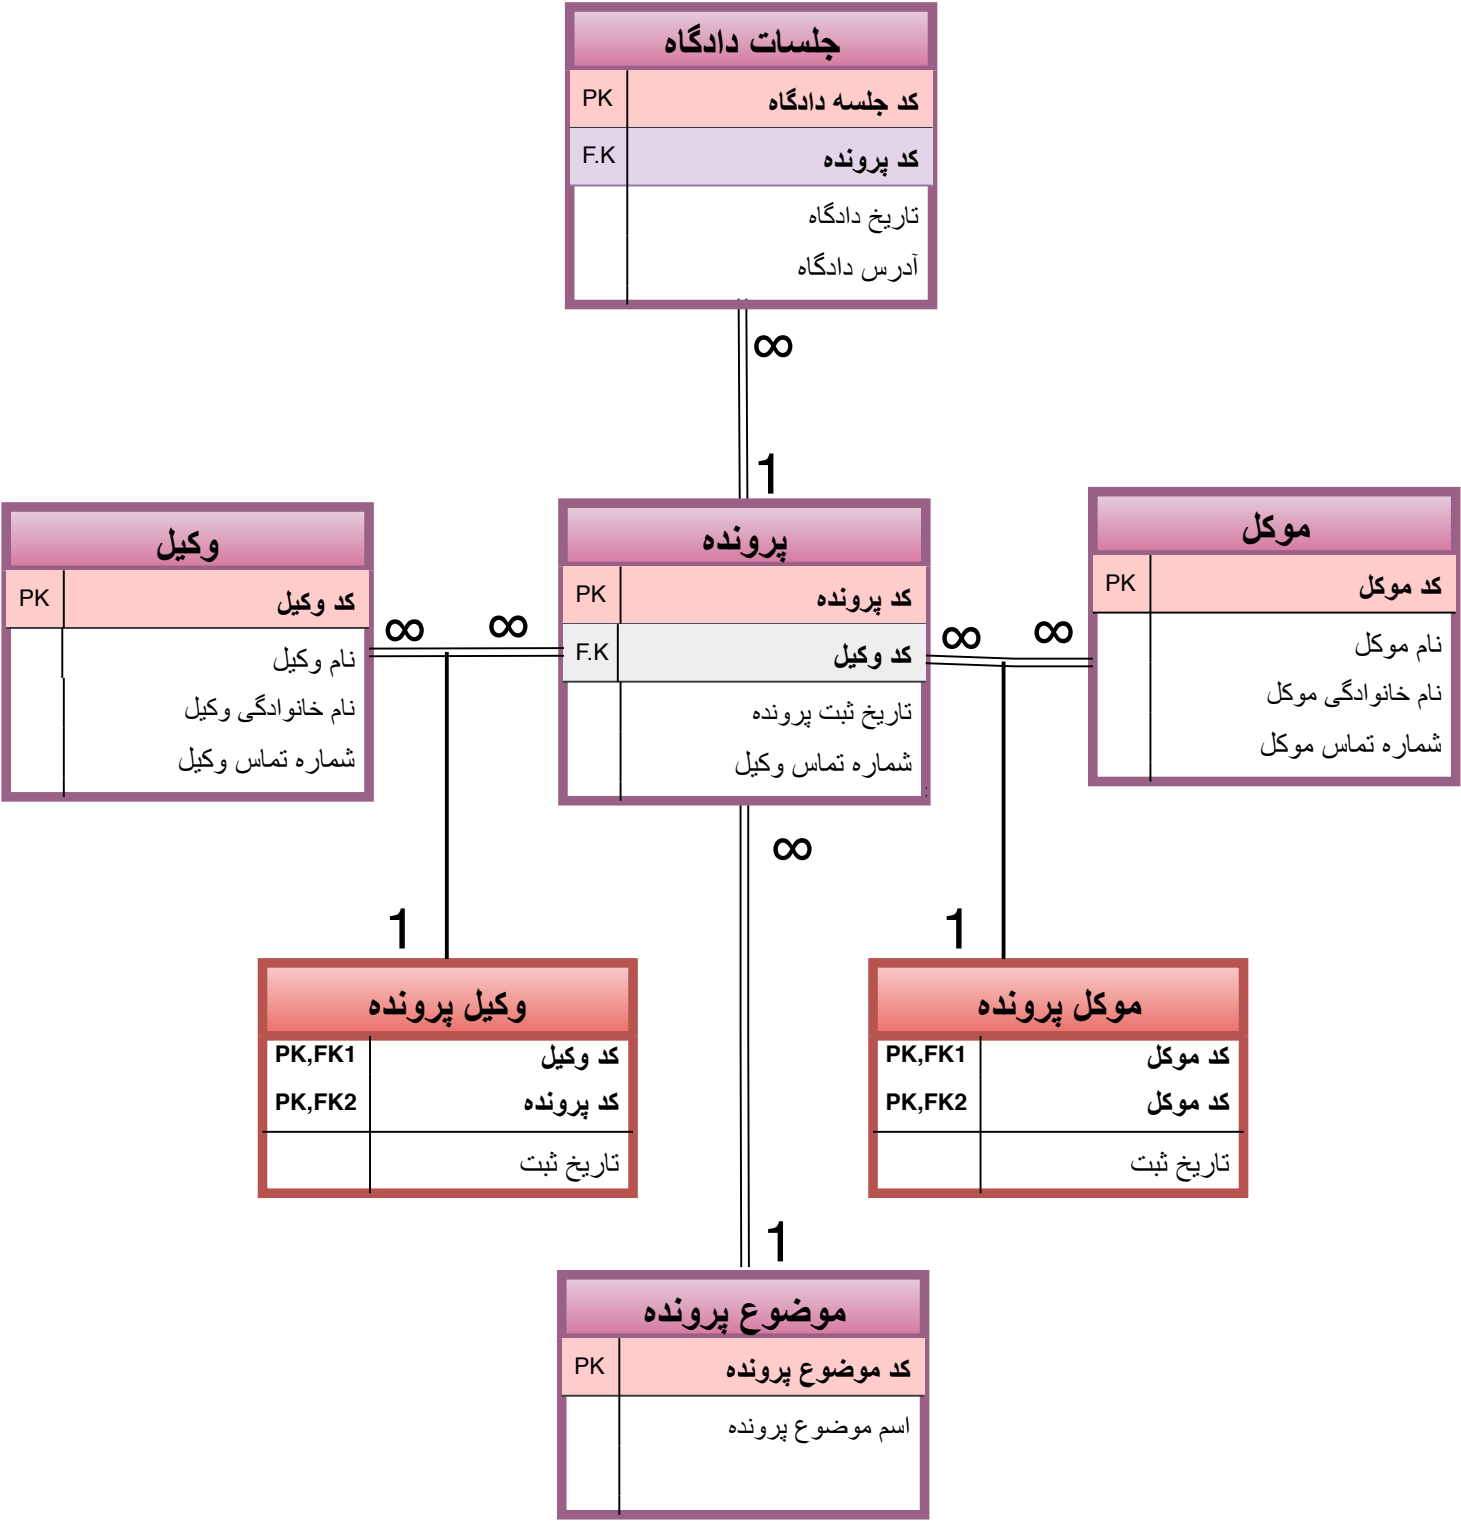 جلسات دادگاه
PK کد جلسه دادگاه
F.K کد پرونده
تاریخ دادگاه
آدرس دادگاه
∞
1
وکیل
PK کد وکیل
نام وکیل
نام خانوادگی وکیل
شماره تماس وکیل
∞ ∞
پرونده
PK کد پرونده
F.K کد وکیل
تاریخ ثبت پرونده
شماره تماس وکیل
∞ ∞
موکل
PK کد موکل
نام موکل
نام خانوادگی موکل
شماره تماس موکل
∞
1
وکیل پرونده
PK,FK1 کد وکیل
PK,FK2 کد پرونده
تاریخ ثبت
1
موکل پرونده
PK,FK1 کد موکل
PK,FK2 کد موکل
تاریخ ثبت
1
موضوع پرونده
PK کد موضوع پرونده
اسم موضوع پرونده